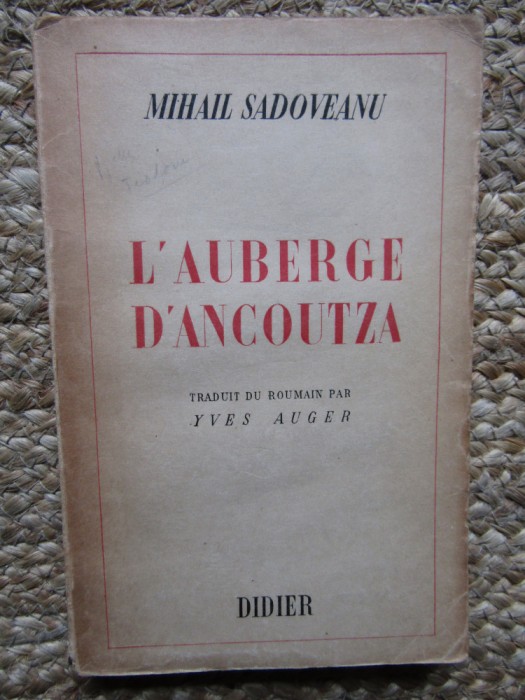 MIHAIL SADOVEANU
L'AUBERGE
D'ANCOUTZA
TRADUIT DU ROUMAIN PAR
YVES AUGER
DIDIER